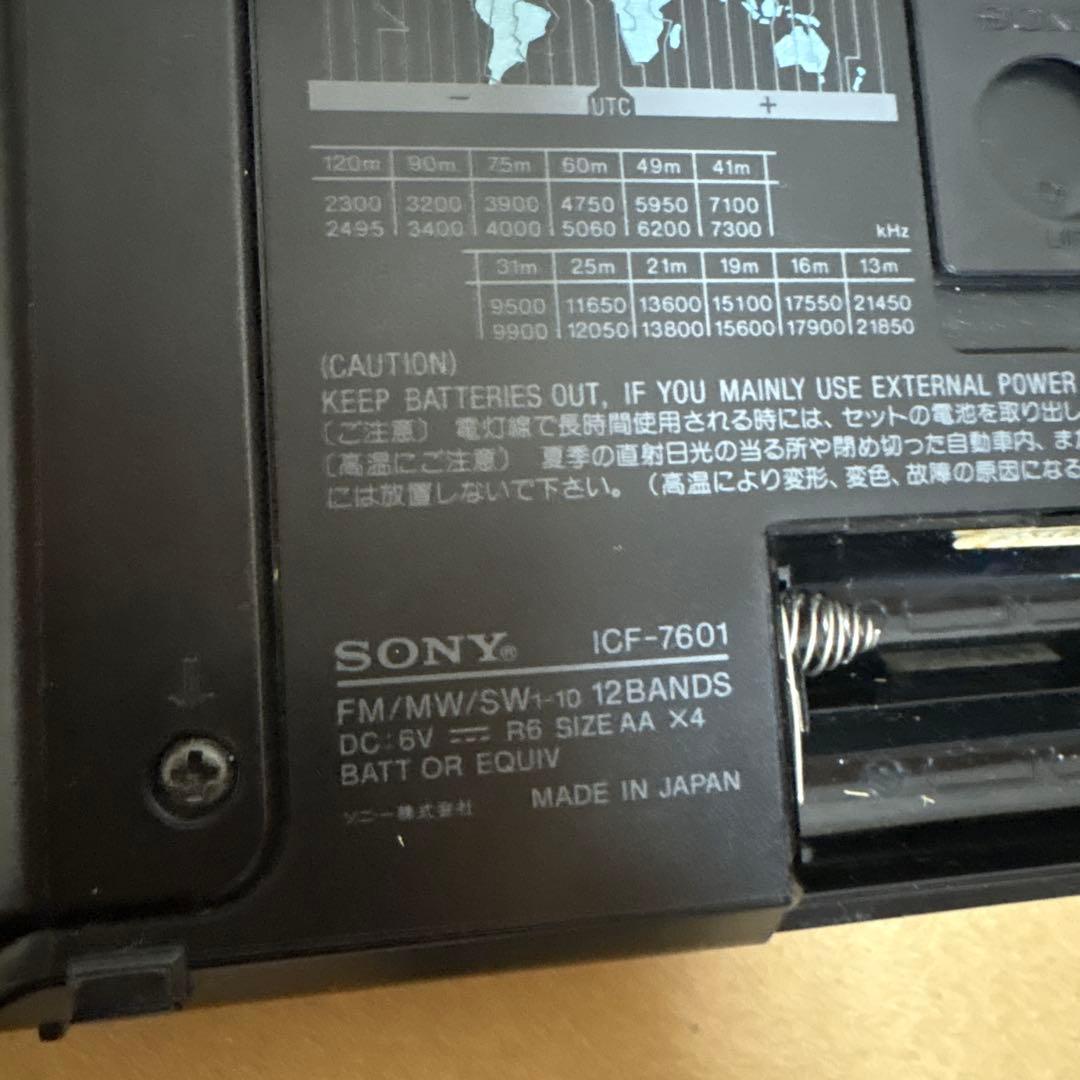 − UTC +
120m 90m 75m 60m 49m 41m
2300 3200 3900 4750 5950 7100
2495 3400 4000 5060 6200 7300 kHz
31m 25m 21m 19m 16m 13m
9500 11650 13600 15100 17550 21450
9900 12050 13800 15600 17900 21850
(CAUTION)
KEEP BATTERIES OUT, IF YOU MAINLY USE EXTERNAL POWER
(ご注意) 電灯線で長時間使用される時には、セットの電池を取り出し
(高温にご注意) 夏季の直射日光の当る所や閉め切った自動車内、また
には放置しないで下さい。(高温により変形、変色、故障の原因になる
SONY® ICF-7601
FM/MW/SW1-10 12BANDS
DC: 6V ⎓ R6 SIZE AA ×4
BATT OR EQUIV
ソニー株式会社 MADE IN JAPAN